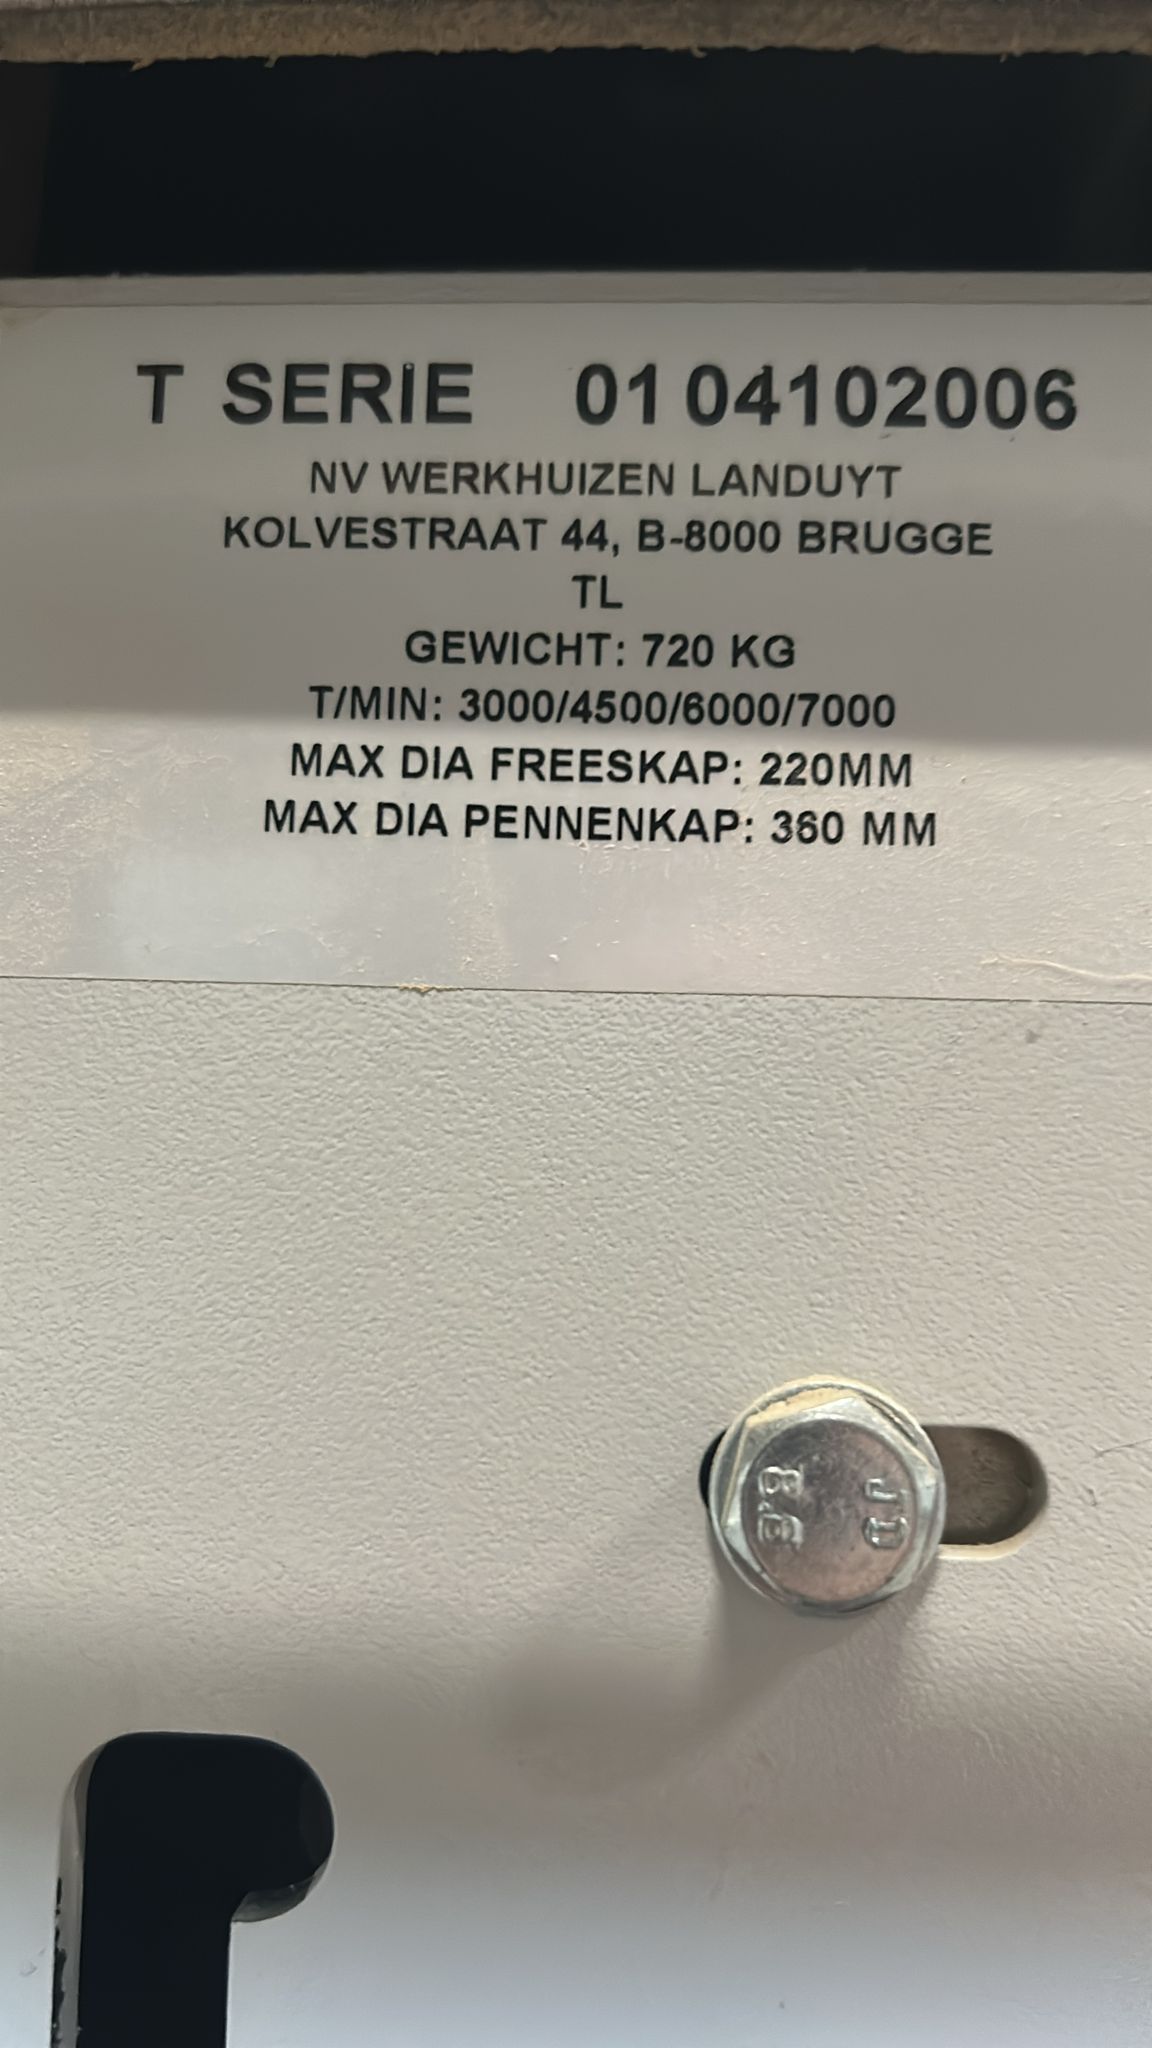 T SERIE 01 04102006
NV WERKHUIZEN LANDUYT
KOLVESTRAAT 44, B-8000 BRUGGE
TL
GEWICHT: 720 KG
T/MIN: 3000/4500/6000/7000
MAX DIA FREESKAP: 220MM
MAX DIA PENNENKAP: 360 MM
JD
8.8